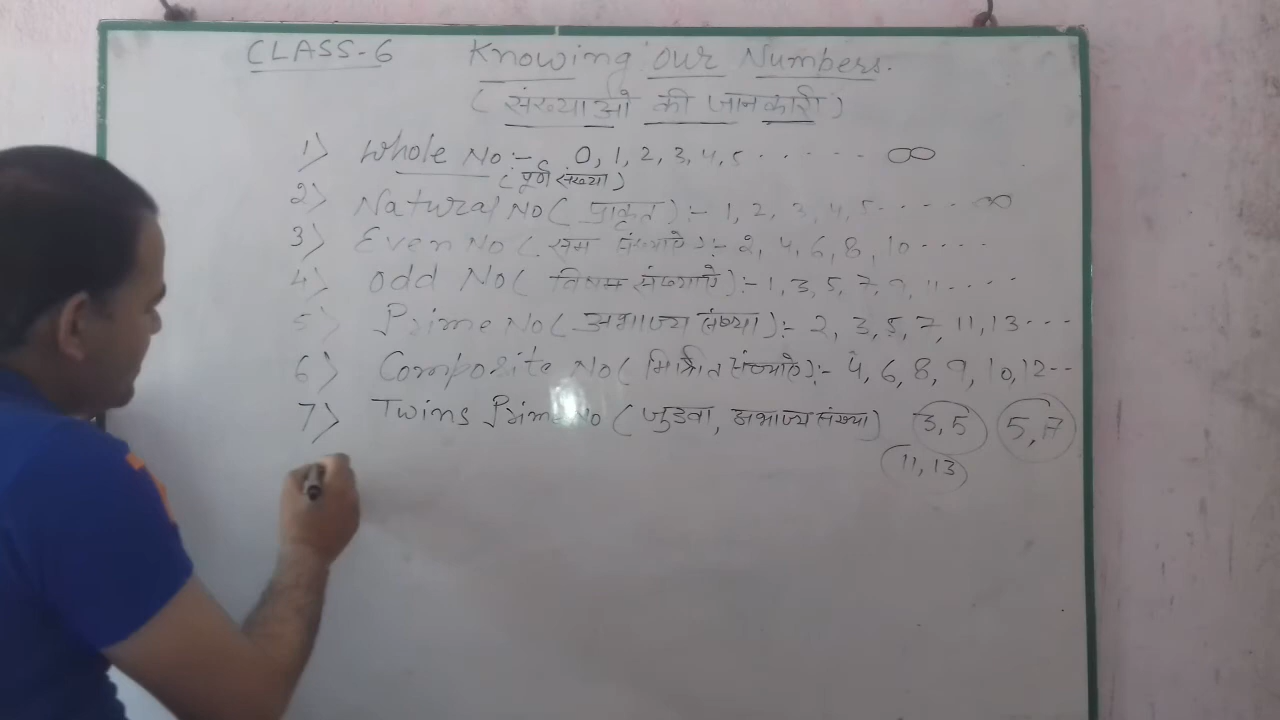 CLASS-6 Knowing our Numbers.
(संख्याओ की जानकारी)
1) Whole No:- 0, 1, 2, 3, 4, 5 ...... ∞
(पूर्ण संख्या)
2) Natural No (प्राकृत) :- 1, 2, 3, 4, 5 ..... ∞
3) Even No (सम संख्याऐ) :- 2, 4, 6, 8, 10 ....
4) odd No (विषम संख्याऐ) :- 1, 3, 5, 7, 9, 11 ....
5) Prime No (अभाज्य संख्या) :- 2, 3, 5, 7, 11, 13 ---
6) Composite No (मिश्रित संख्याऐ) :- 4, 6, 8, 9, 10, 12 --
7) Twins Prime No (जुडवा, अभाज्य संख्या) 3, 5 5, 7
11, 13